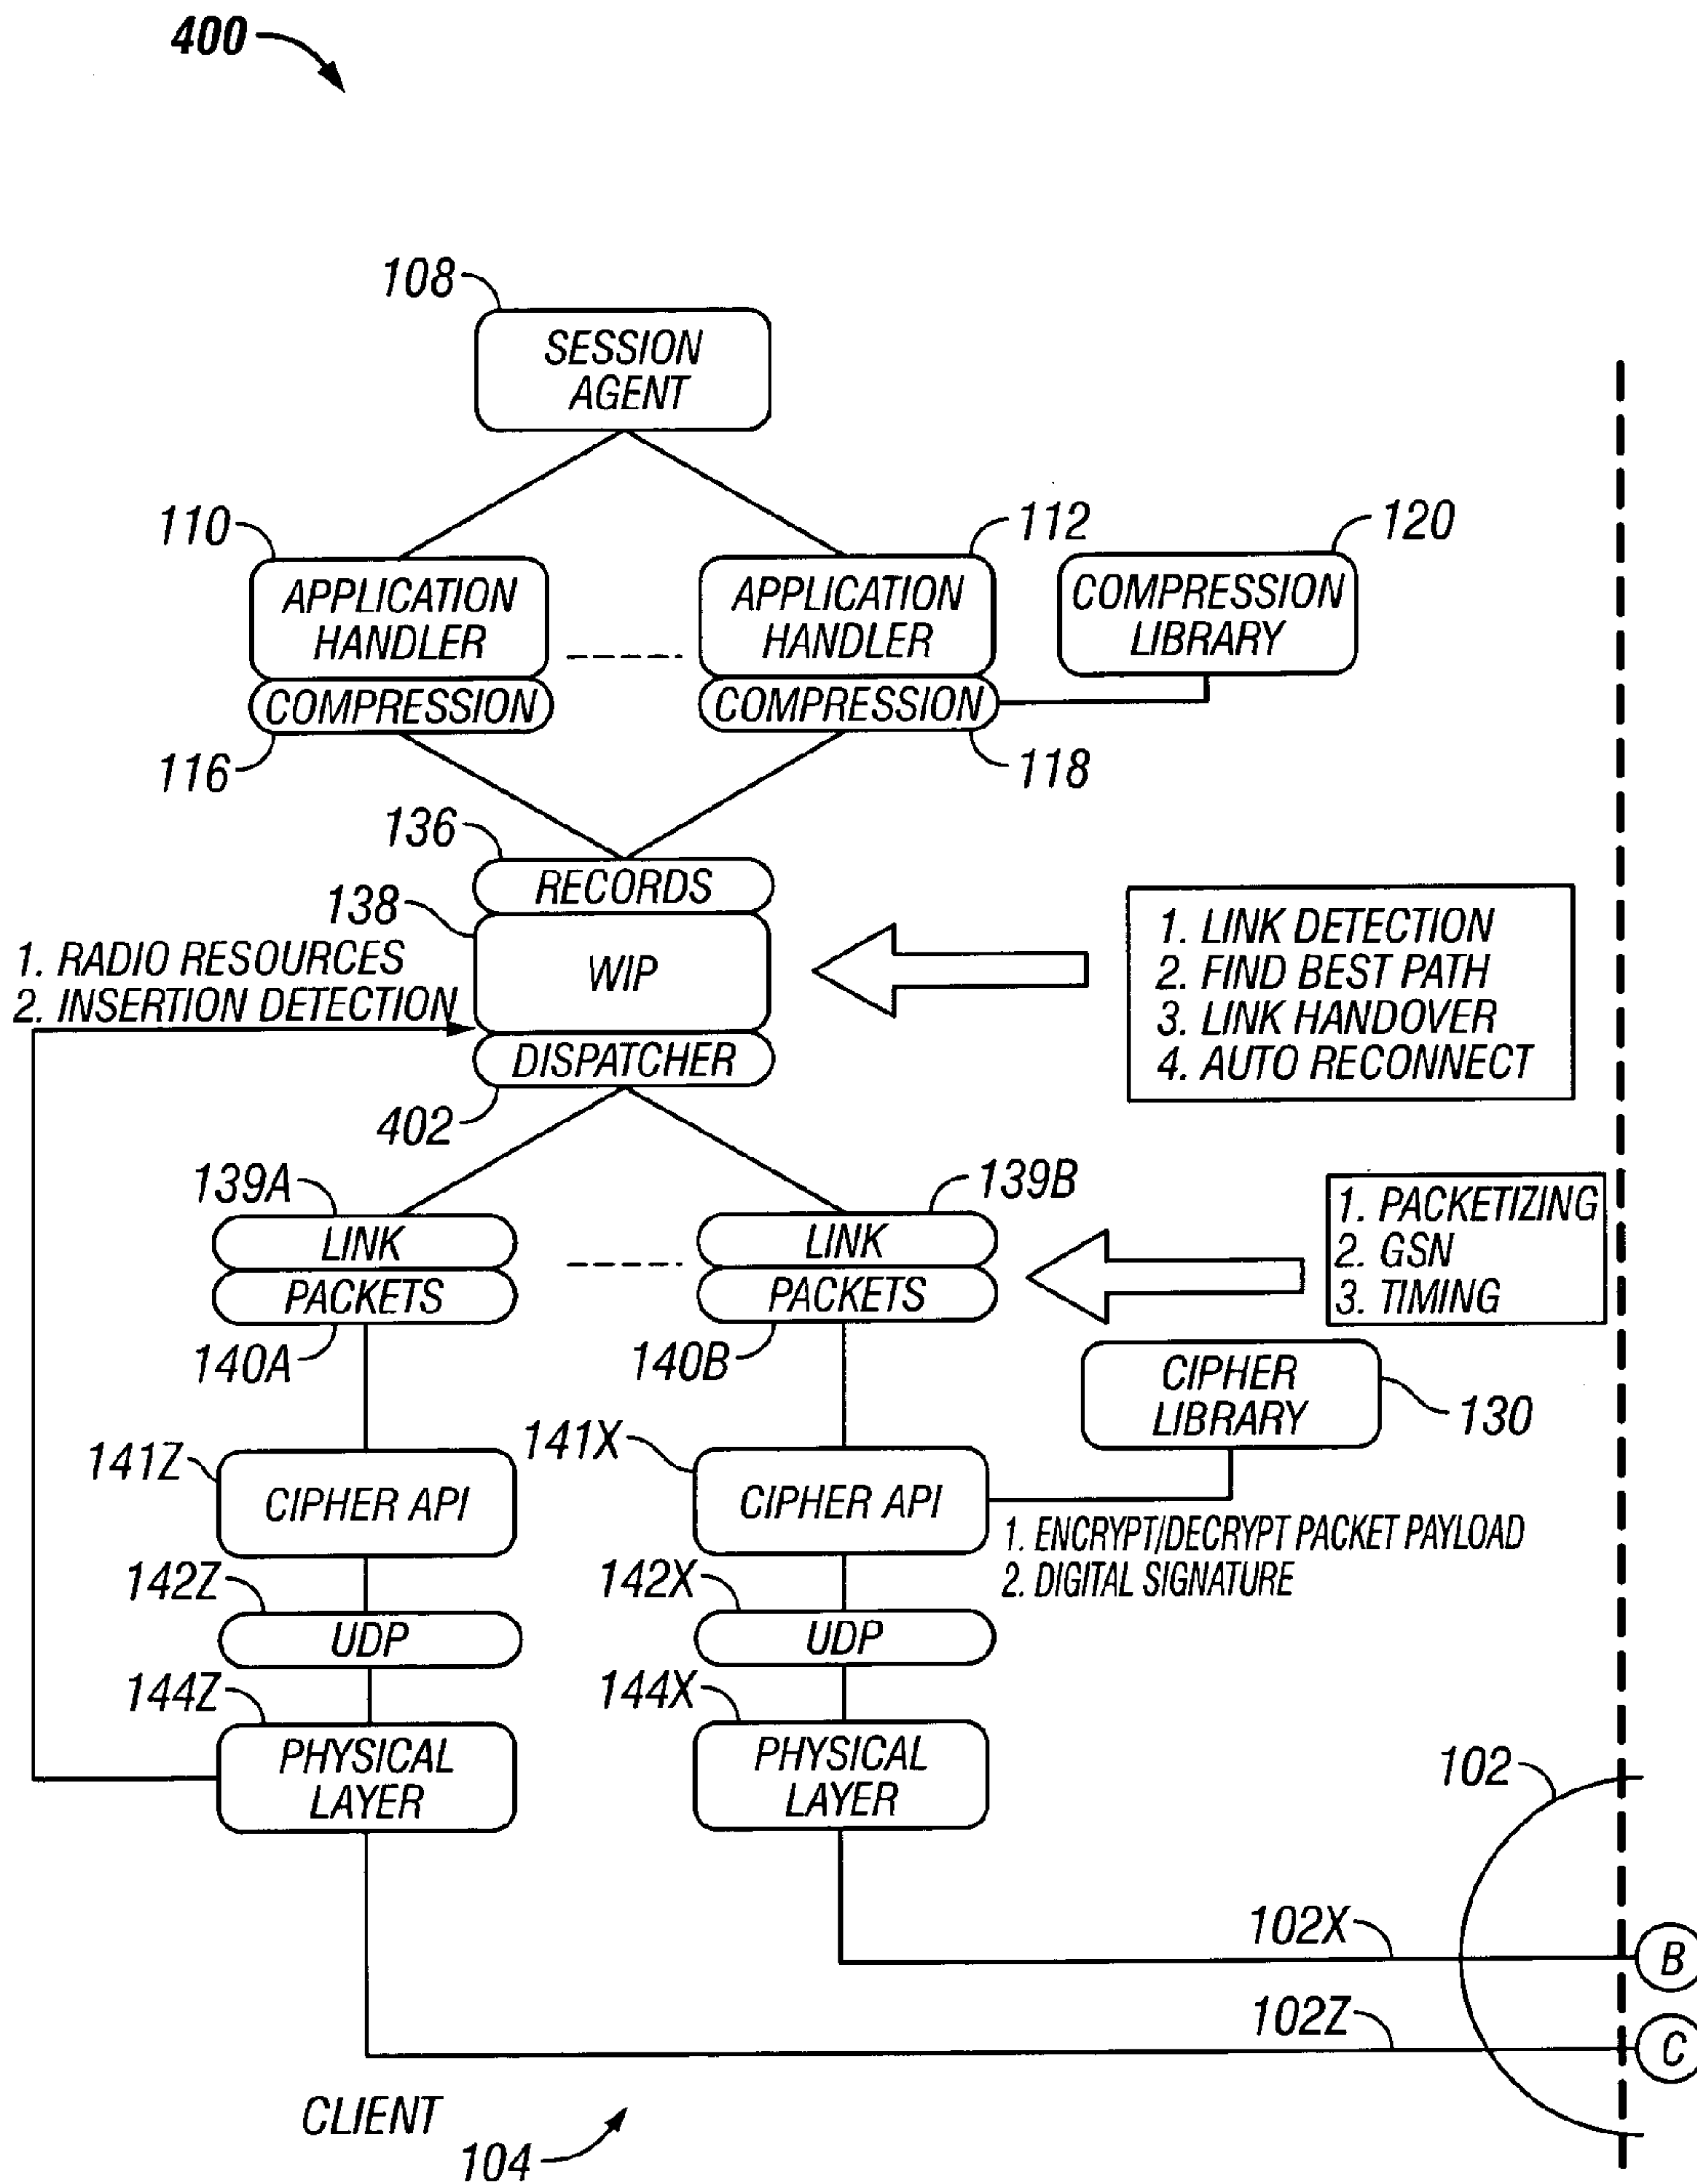 400
108
SESSION
AGENT
110
112
120
APPLICATION
HANDLER
APPLICATION
HANDLER
COMPRESSION
LIBRARY
COMPRESSION
COMPRESSION
116
118
136
RECORDS
138
WIP
1. RADIO RESOURCES
2. INSERTION DETECTION
1. LINK DETECTION
2. FIND BEST PATH
3. LINK HANDOVER
4. AUTO RECONNECT
DISPATCHER
402
139A
139B
LINK
LINK
PACKETS
PACKETS
1. PACKETIZING
2. GSN
3. TIMING
140A
140B
CIPHER
LIBRARY
130
141Z
141X
CIPHER API
CIPHER API
1. ENCRYPT/DECRYPT PACKET PAYLOAD
2. DIGITAL SIGNATURE
142Z
142X
UDP
UDP
144Z
144X
PHYSICAL
LAYER
PHYSICAL
LAYER
102
102X
B
102Z
C
CLIENT
104